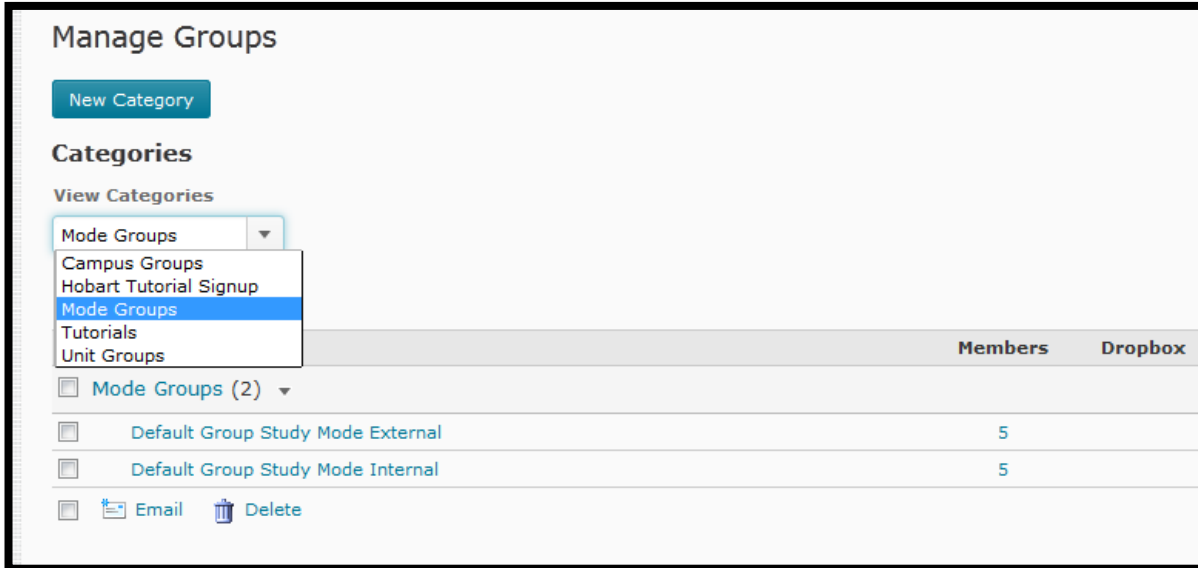 Manage Groups
New Category
Categories
View Categories
Mode Groups
Campus Groups
Hobart Tutorial Signup
Mode Groups
Tutorials
Unit Groups
Members Dropbox
Mode Groups (2)
Default Group Study Mode External 5
Default Group Study Mode Internal 5
Email Delete